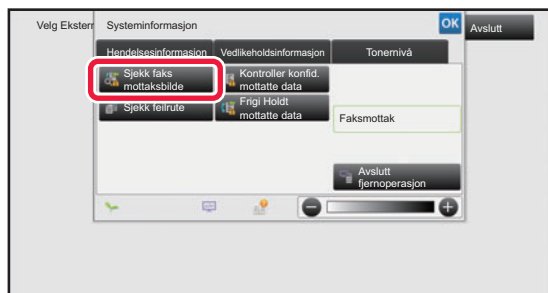 Velg Ekstern
Systeminformasjon
OK
Avslutt
Hendelsesinformasjon
Vedlikeholdsinformasjon
Tonernivå
Sjekk faks
mottaksbilde
Kontroller konfid.
mottatte data
Sjekk feilrute
Frigi Holdt
mottatte data
Faksmottak
Avslutt
fjernoperasjon